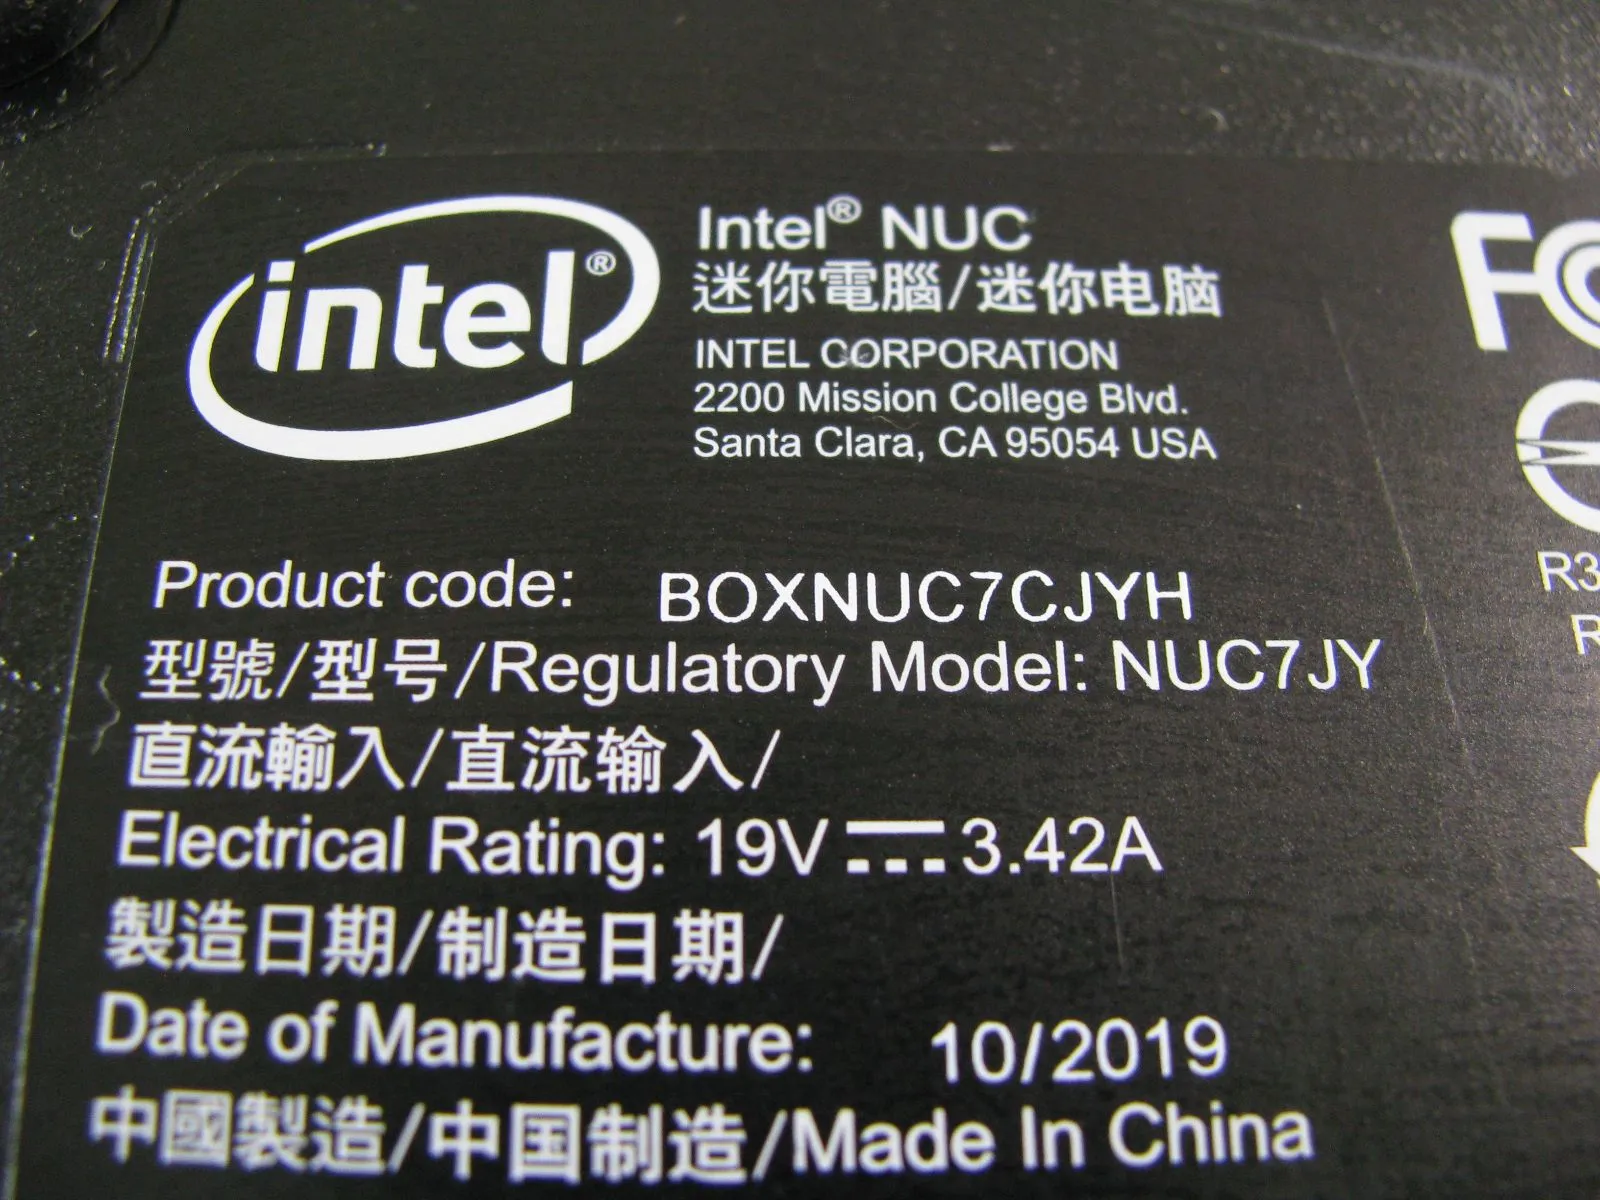 intel®
Intel® NUC
迷你電腦/迷你电脑
INTEL CORPORATION
2200 Mission College Blvd.
Santa Clara, CA 95054 USA
Product code: BOXNUC7CJYH
型號/型号/Regulatory Model: NUC7JY
直流輸入/直流输入/
Electrical Rating: 19V ⎓ 3.42A
製造日期/制造日期/
Date of Manufacture: 10/2019
中國製造/中国制造/Made In China
FC
R3
R